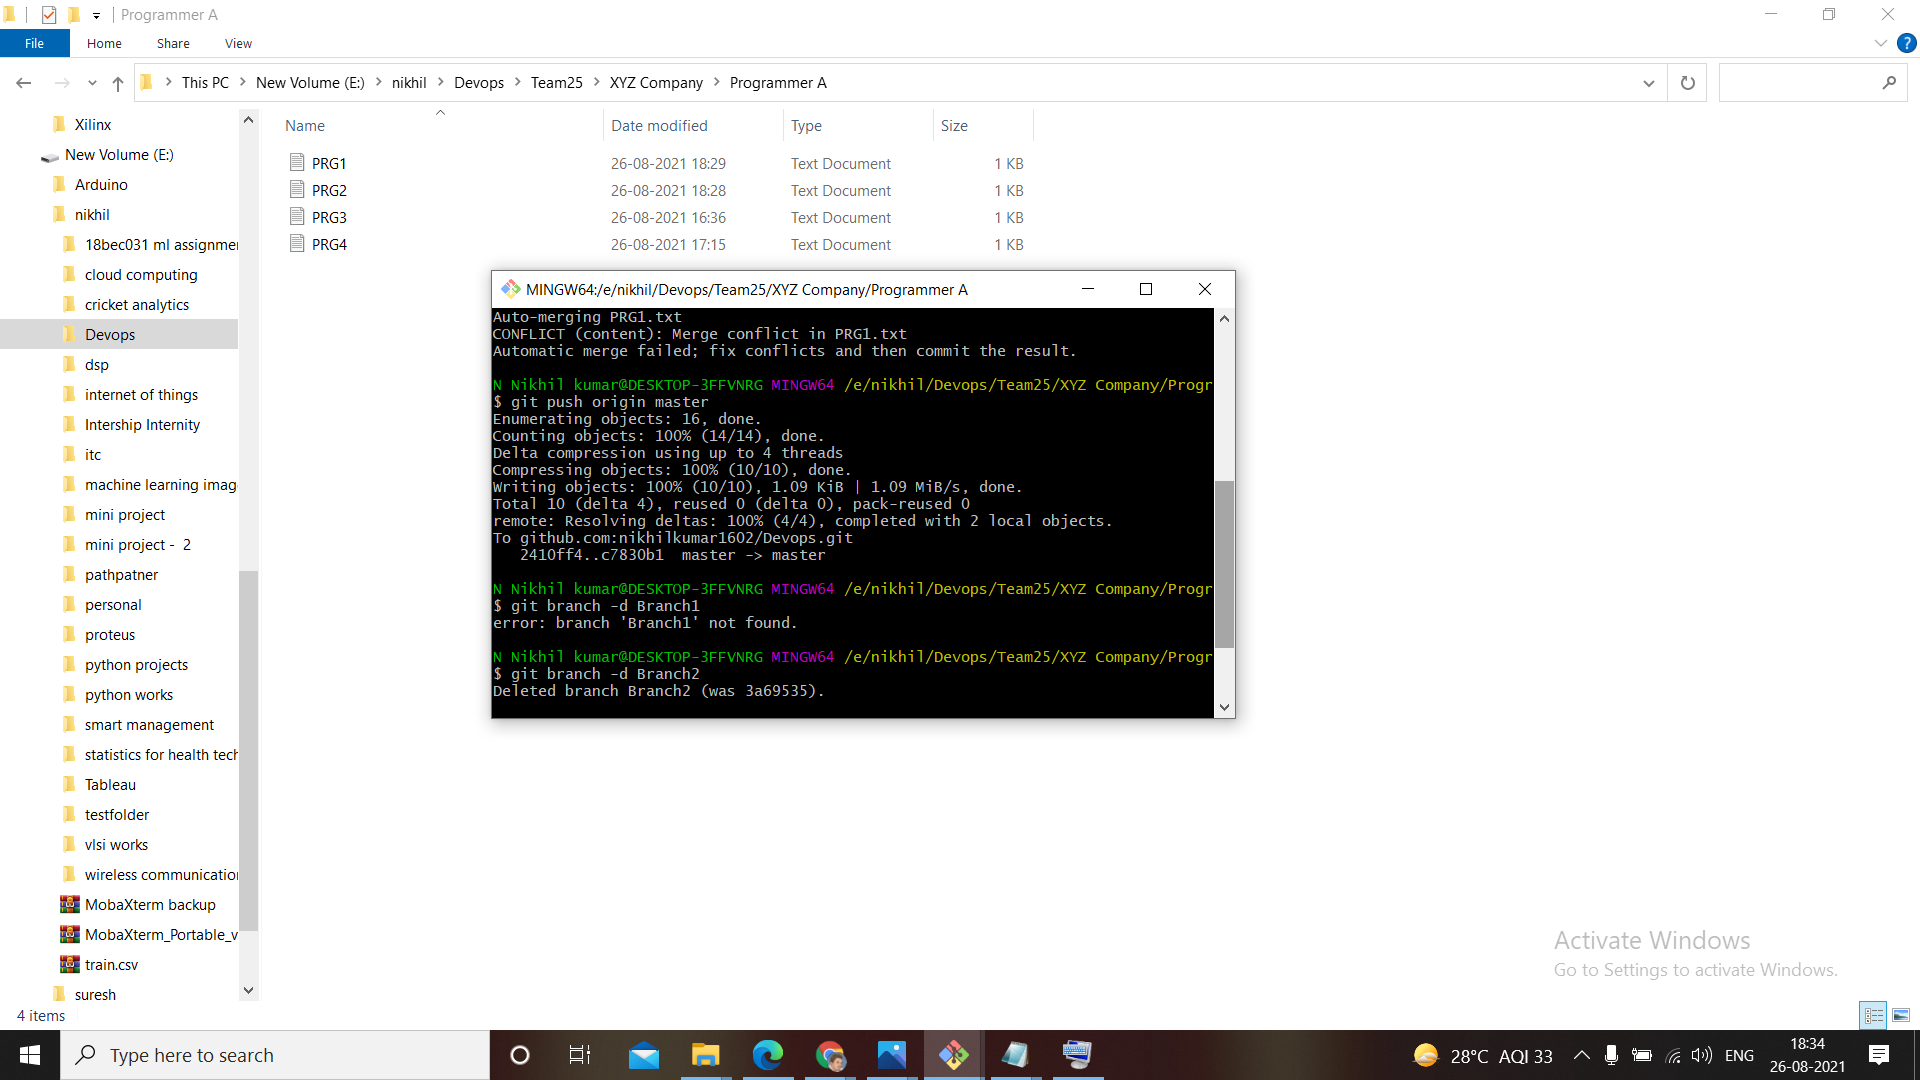 Programmer A
File Home Share View
This PC New Volume (E:) nikhil Devops Team25 XYZ Company Programmer A
Xilinx
New Volume (E:)
Arduino
nikhil
18bec031 ml assignmer
cloud computing
cricket analytics
Devops
dsp
internet of things
Intership Internity
itc
machine learning imag
mini project
mini project - 2
pathpatner
personal
proteus
python projects
python works
smart management
statistics for health tech
Tableau
testfolder
vlsi works
wireless communication
MobaXterm backup
MobaXterm_Portable_v
train.csv
suresh
4 items
Name Date modified Type Size
PRG1 26-08-2021 18:29 Text Document 1 KB
PRG2 26-08-2021 18:28 Text Document 1 KB
PRG3 26-08-2021 16:36 Text Document 1 KB
PRG4 26-08-2021 17:15 Text Document 1 KB
MINGW64:/e/nikhil/Devops/Team25/XYZ Company/Programmer A
Auto-merging PRG1.txt
CONFLICT (content): Merge conflict in PRG1.txt
Automatic merge failed; fix conflicts and then commit the result.
N Nikhil kumar@DESKTOP-3FFVNRG MINGW64 /e/nikhil/Devops/Team25/XYZ Company/Progr
$ git push origin master
Enumerating objects: 16, done.
Counting objects: 100% (14/14), done.
Delta compression using up to 4 threads
Compressing objects: 100% (10/10), done.
Writing objects: 100% (10/10), 1.09 KiB | 1.09 MiB/s, done.
Total 10 (delta 4), reused 0 (delta 0), pack-reused 0
remote: Resolving deltas: 100% (4/4), completed with 2 local objects.
To github.com:nikhilkumar1602/Devops.git
2410ff4..c7830b1 master -> master
N Nikhil kumar@DESKTOP-3FFVNRG MINGW64 /e/nikhil/Devops/Team25/XYZ Company/Progr
$ git branch -d Branch1
error: branch 'Branch1' not found.
N Nikhil kumar@DESKTOP-3FFVNRG MINGW64 /e/nikhil/Devops/Team25/XYZ Company/Progr
$ git branch -d Branch2
Deleted branch Branch2 (was 3a69535).
Activate Windows
Go to Settings to activate Windows.
Type here to search
28°C AQI 33
ENG
18:34
26-08-2021